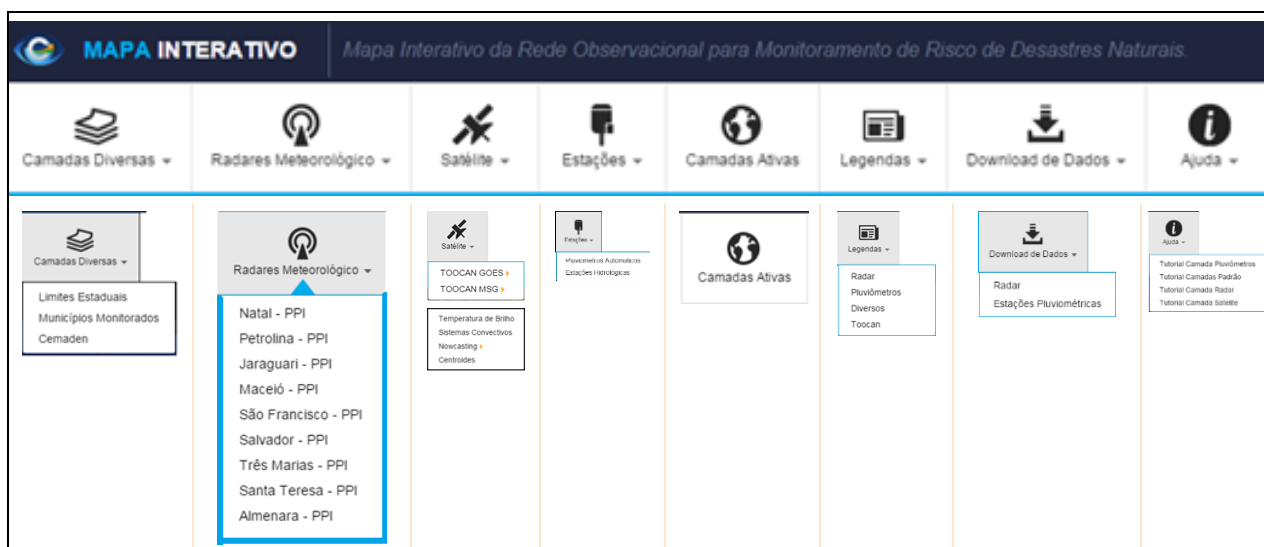 MAPA INTERATIVO
Mapa Interativo da Rede Observacional para Monitoramento de Risco de Desastres Naturais.
Camadas Diversas
Radares Meteorológico
Satélite
Estações
Camadas Ativas
Legendas
Download de Dados
Ajuda
Camadas Diversas
Limites Estaduais
Municípios Monitorados
Cemaden
Radares Meteorológico
Natal - PPI
Petrolina - PPI
Jaraguari - PPI
Maceió - PPI
São Francisco - PPI
Salvador - PPI
Três Marias - PPI
Santa Teresa - PPI
Almenara - PPI
Satélite
TOOCAN GOES
TOOCAN MSG
Temperatura de Brilho
Sistemas Convectivos
Nowcasting
Centroides
Estações
Pluviometros Automaticos
Estações Hidrológicas
Camadas Ativas
Legendas
Radar
Pluviômetros
Diversos
Toocan
Download de Dados
Radar
Estações Pluviométricas
Ajuda
Tutorial Camada Pluviômetros
Tutorial Camadas Padrão
Tutorial Camada Radar
Tutorial Camada Satelite